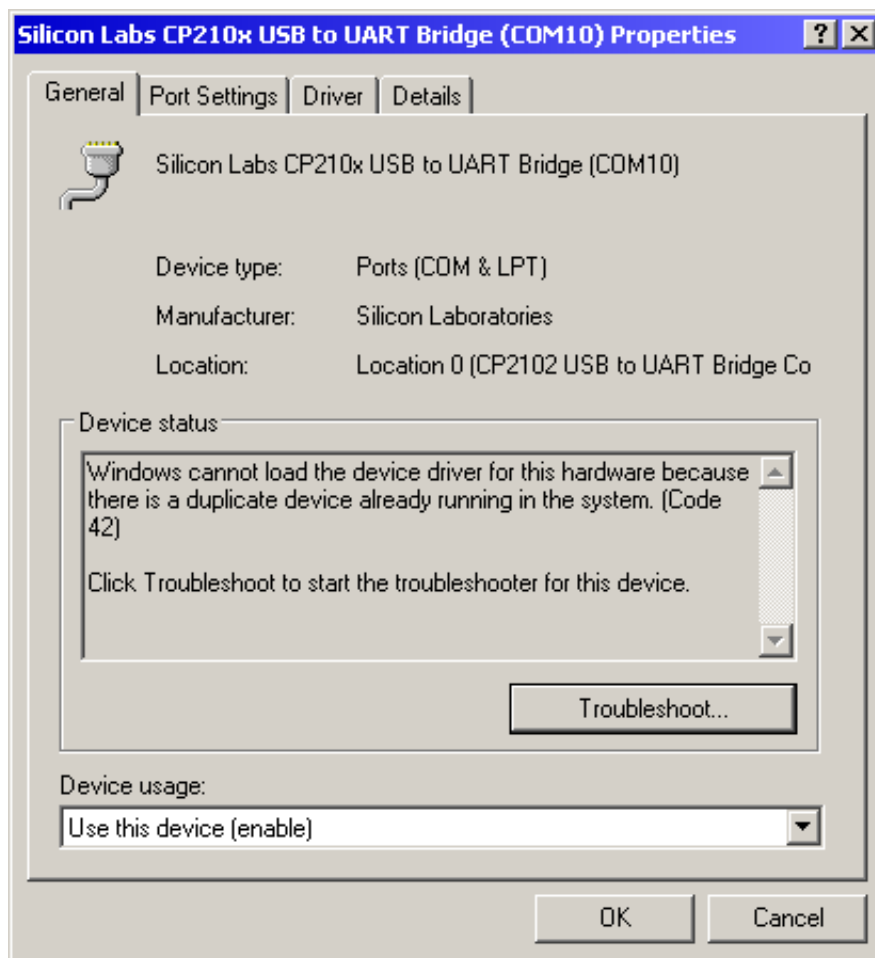 Silicon Labs CP210x USB to UART Bridge (COM10) Properties
General Port Settings Driver Details
Silicon Labs CP210x USB to UART Bridge (COM10)
Device type: Ports (COM & LPT)
Manufacturer: Silicon Laboratories
Location: Location 0 (CP2102 USB to UART Bridge Co
Device status
Windows cannot load the device driver for this hardware because
there is a duplicate device already running in the system. (Code
42)
Click Troubleshoot to start the troubleshooter for this device.
Troubleshoot...
Device usage:
Use this device (enable)
OK Cancel